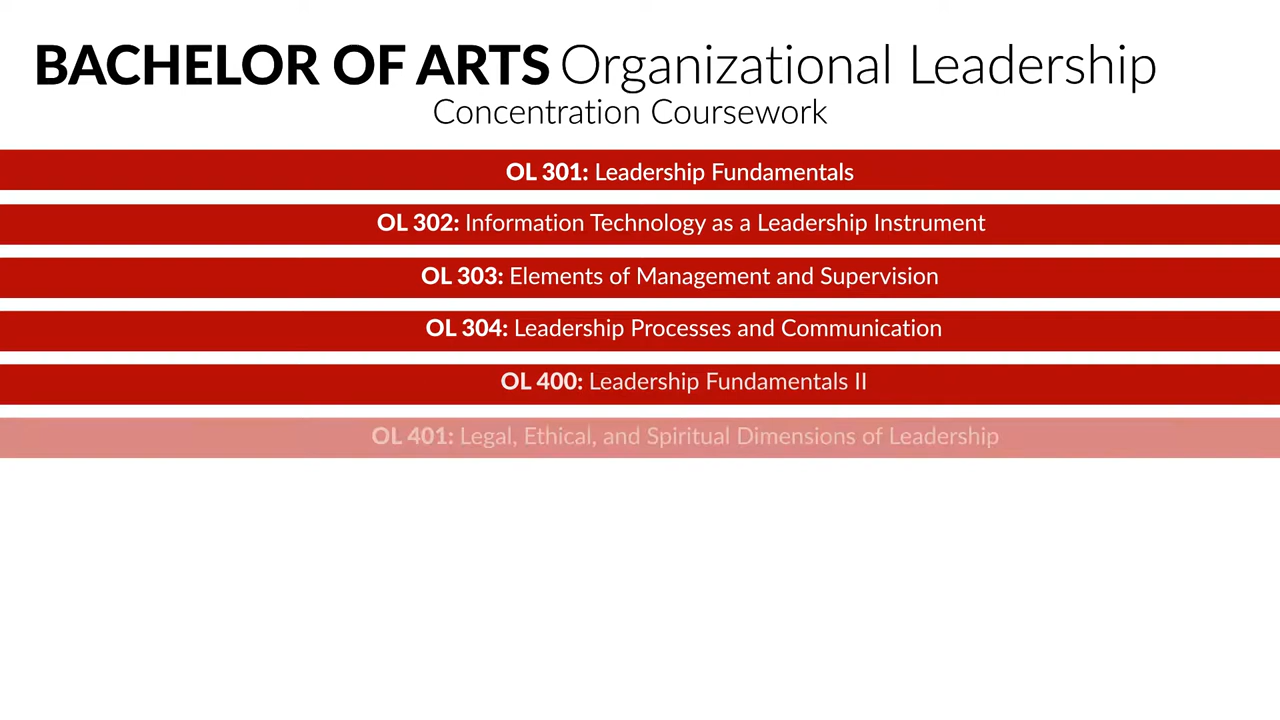 BACHELOR OF ARTS Organizational Leadership
Concentration Coursework
OL 301: Leadership Fundamentals
OL 302: Information Technology as a Leadership Instrument
OL 303: Elements of Management and Supervision
OL 304: Leadership Processes and Communication
OL 400: Leadership Fundamentals II
OL 401: Legal, Ethical, and Spiritual Dimensions of Leadership